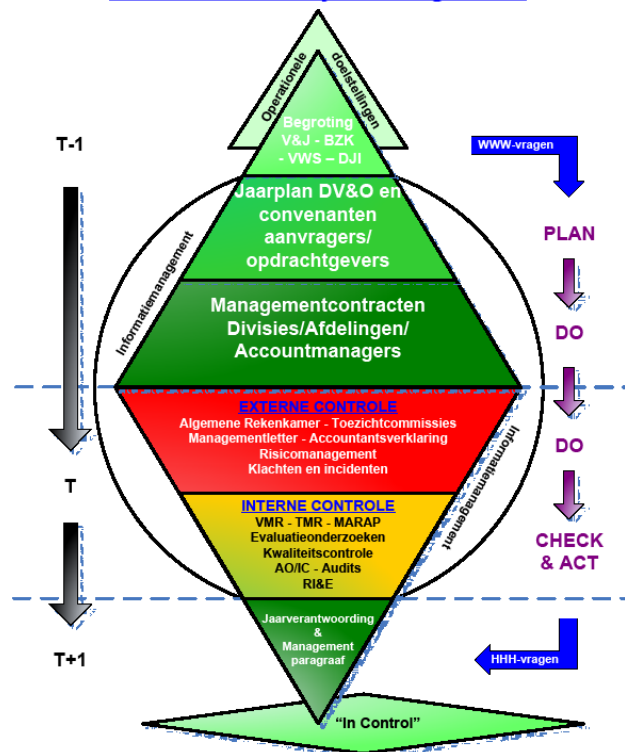 Operationele
doelstellingen
Begroting
V&J - BZK
- VWS – DJI
T-1
WWW-vragen
Jaarplan DV&O en
convenanten
aanvragers/
opdrachtgevers
PLAN
Informatiemanagement
Managementcontracten
Divisies/Afdelingen/
Accountmanagers
DO
EXTERNE CONTROLE
Algemene Rekenkamer - Toezichtcommissies
Managementletter - Accountantsverklaring
Risicomanagement
Klachten en incidenten
Informatiemanagement
DO
T
INTERNE CONTROLE
VMR - TMR - MARAP
Evaluatieonderzoeken
Kwaliteitscontrole
AO/IC - Audits
RI&E
CHECK
& ACT
Jaarverantwoording
&
Management
paragraaf
T+1
HHH-vragen
“In Control”